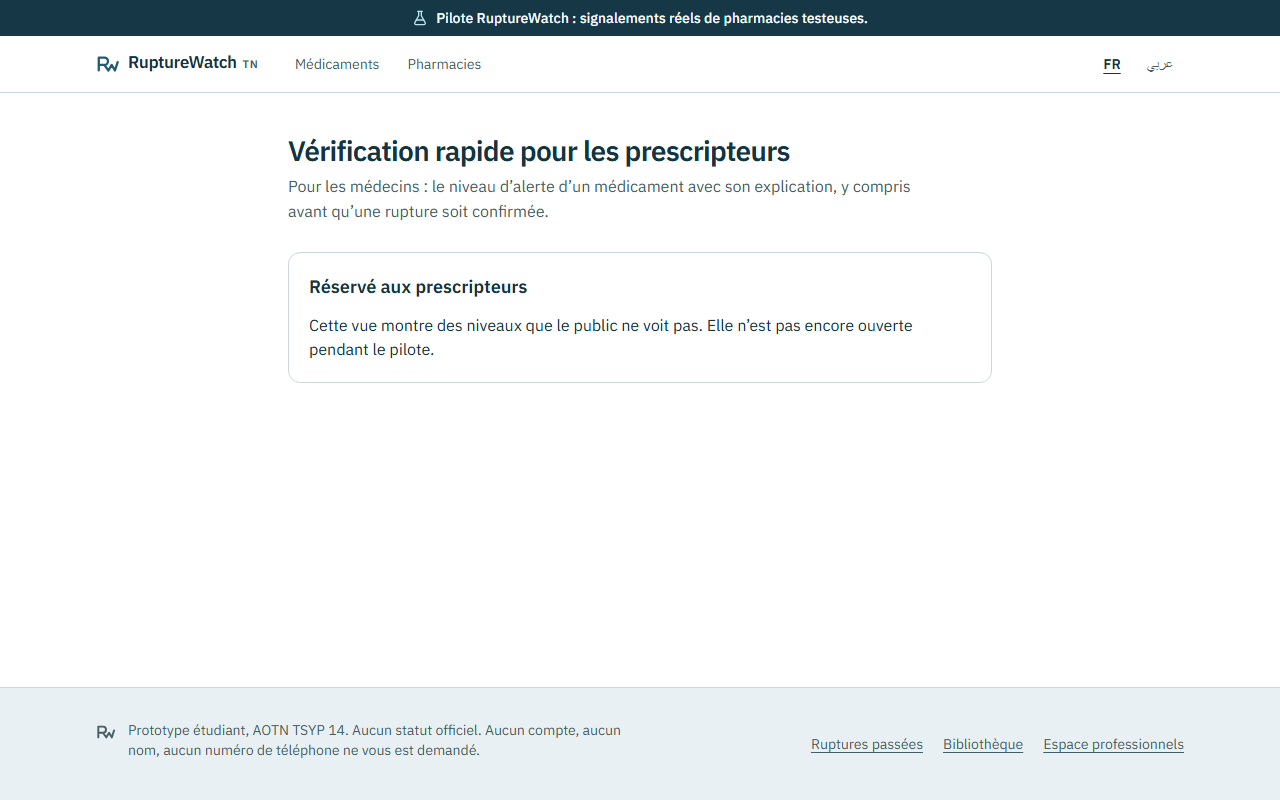 Pilote RuptureWatch : signalements réels de pharmacies testeuses.
RW RuptureWatch TN
Médicaments
Pharmacies
FR
عربي
Vérification rapide pour les prescripteurs
Pour les médecins : le niveau d’alerte d’un médicament avec son explication, y compris
avant qu’une rupture soit confirmée.
Réservé aux prescripteurs
Cette vue montre des niveaux que le public ne voit pas. Elle n’est pas encore ouverte
pendant le pilote.
RW
Prototype étudiant, AOTN TSYP 14. Aucun statut officiel. Aucun compte, aucun
nom, aucun numéro de téléphone ne vous est demandé.
Ruptures passées
Bibliothèque
Espace professionnels